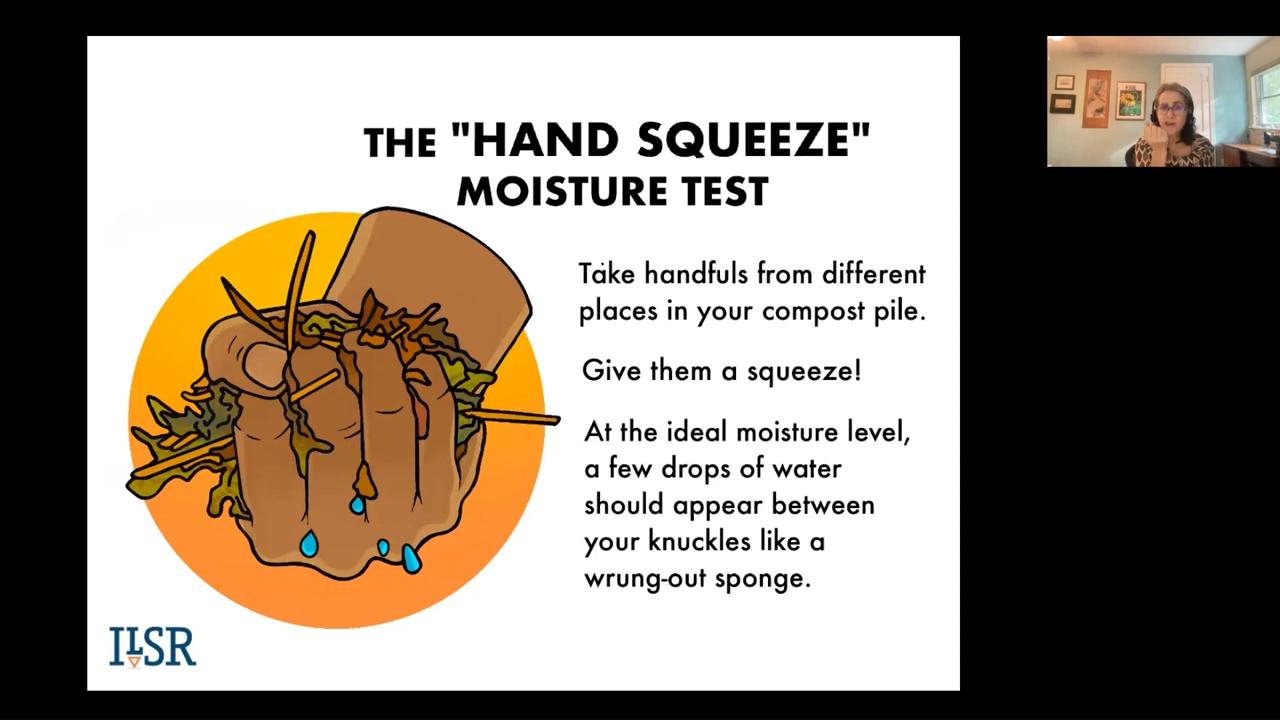 THE "HAND SQUEEZE"
MOISTURE TEST
Take handfuls from different
places in your compost pile.
Give them a squeeze!
At the ideal moisture level,
a few drops of water
should appear between
your knuckles like a
wrung-out sponge.
ILSR